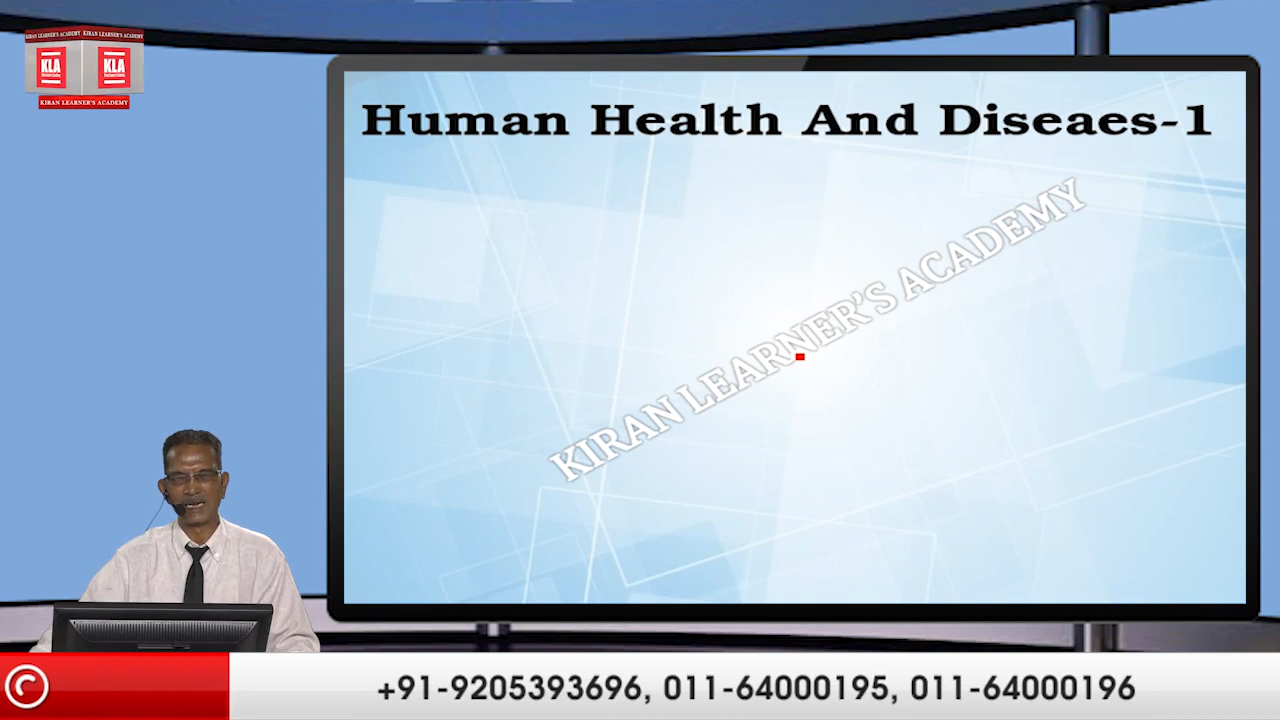 KIRAN LEARNER'S ACADEMY KIRAN LEARNER'S ACADEMY
KLA KLA
KIRAN LEARNER'S ACADEMY
Human Health And Diseaes-1
KIRAN LEARNER'S ACADEMY
+91-9205393696, 011-64000195, 011-64000196